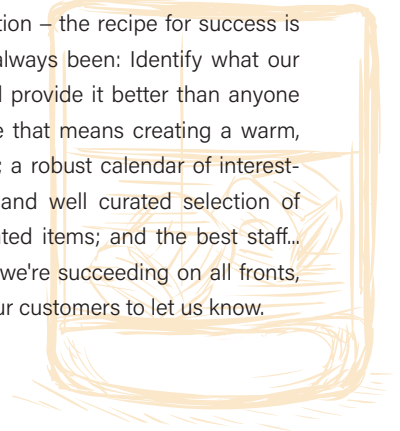 tion – the recipe for success is
always been: Identify what our
provide it better than anyone
that means creating a warm,
a robust calendar of interest-
and well curated selection of
ted items; and the best staff...
we're succeeding on all fronts,
ur customers to let us know.